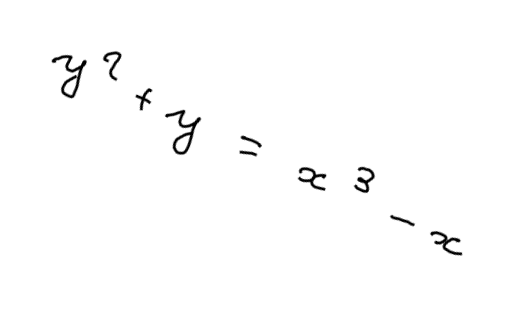 y² + y = x³ - x